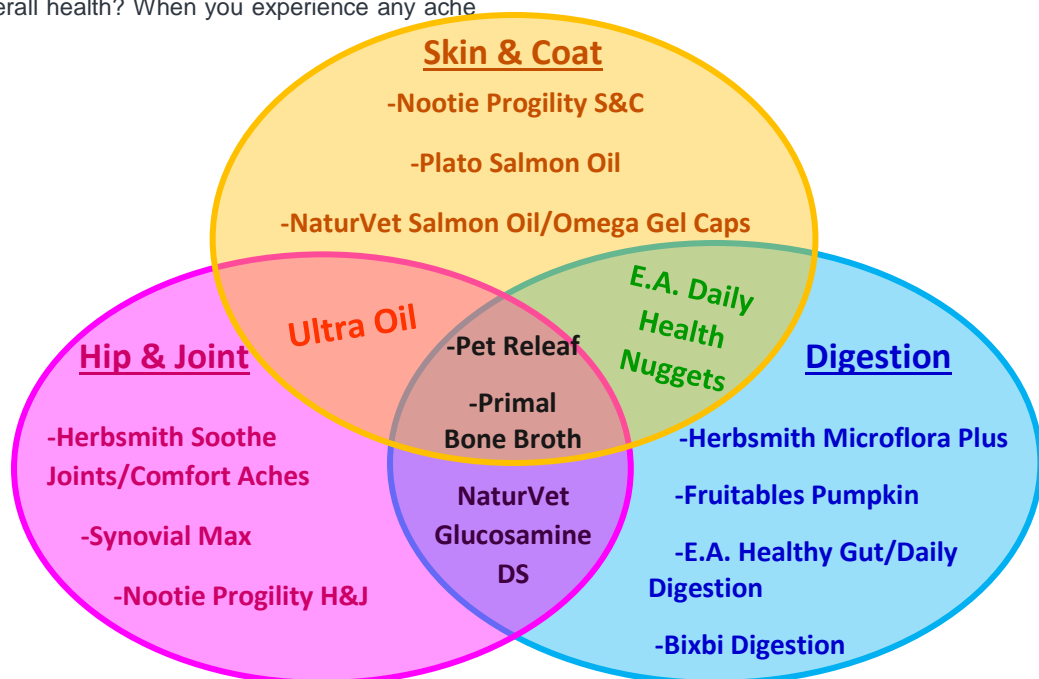 erall health? When you experience any ache
Skin & Coat
-Nootie Progility S&C
-Plato Salmon Oil
-NaturVet Salmon Oil/Omega Gel Caps
Ultra Oil
E.A. Daily
Health
Nuggets
Hip & Joint
-Herbsmith Soothe
Joints/Comfort Aches
-Synovial Max
-Nootie Progility H&J
-Pet Releaf
-Primal
Bone Broth
NaturVet
Glucosamine
DS
Digestion
-Herbsmith Microflora Plus
-Fruitables Pumpkin
-E.A. Healthy Gut/Daily
Digestion
-Bixbi Digestion